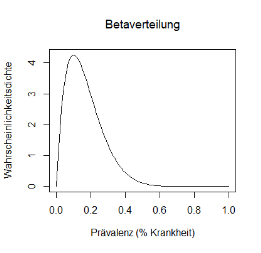 Betaverteilung
Wahrscheinlichkeitsdichte
4
3
2
1
0
0.0 0.2 0.4 0.6 0.8 1.0
Prävalenz (% Krankheit)